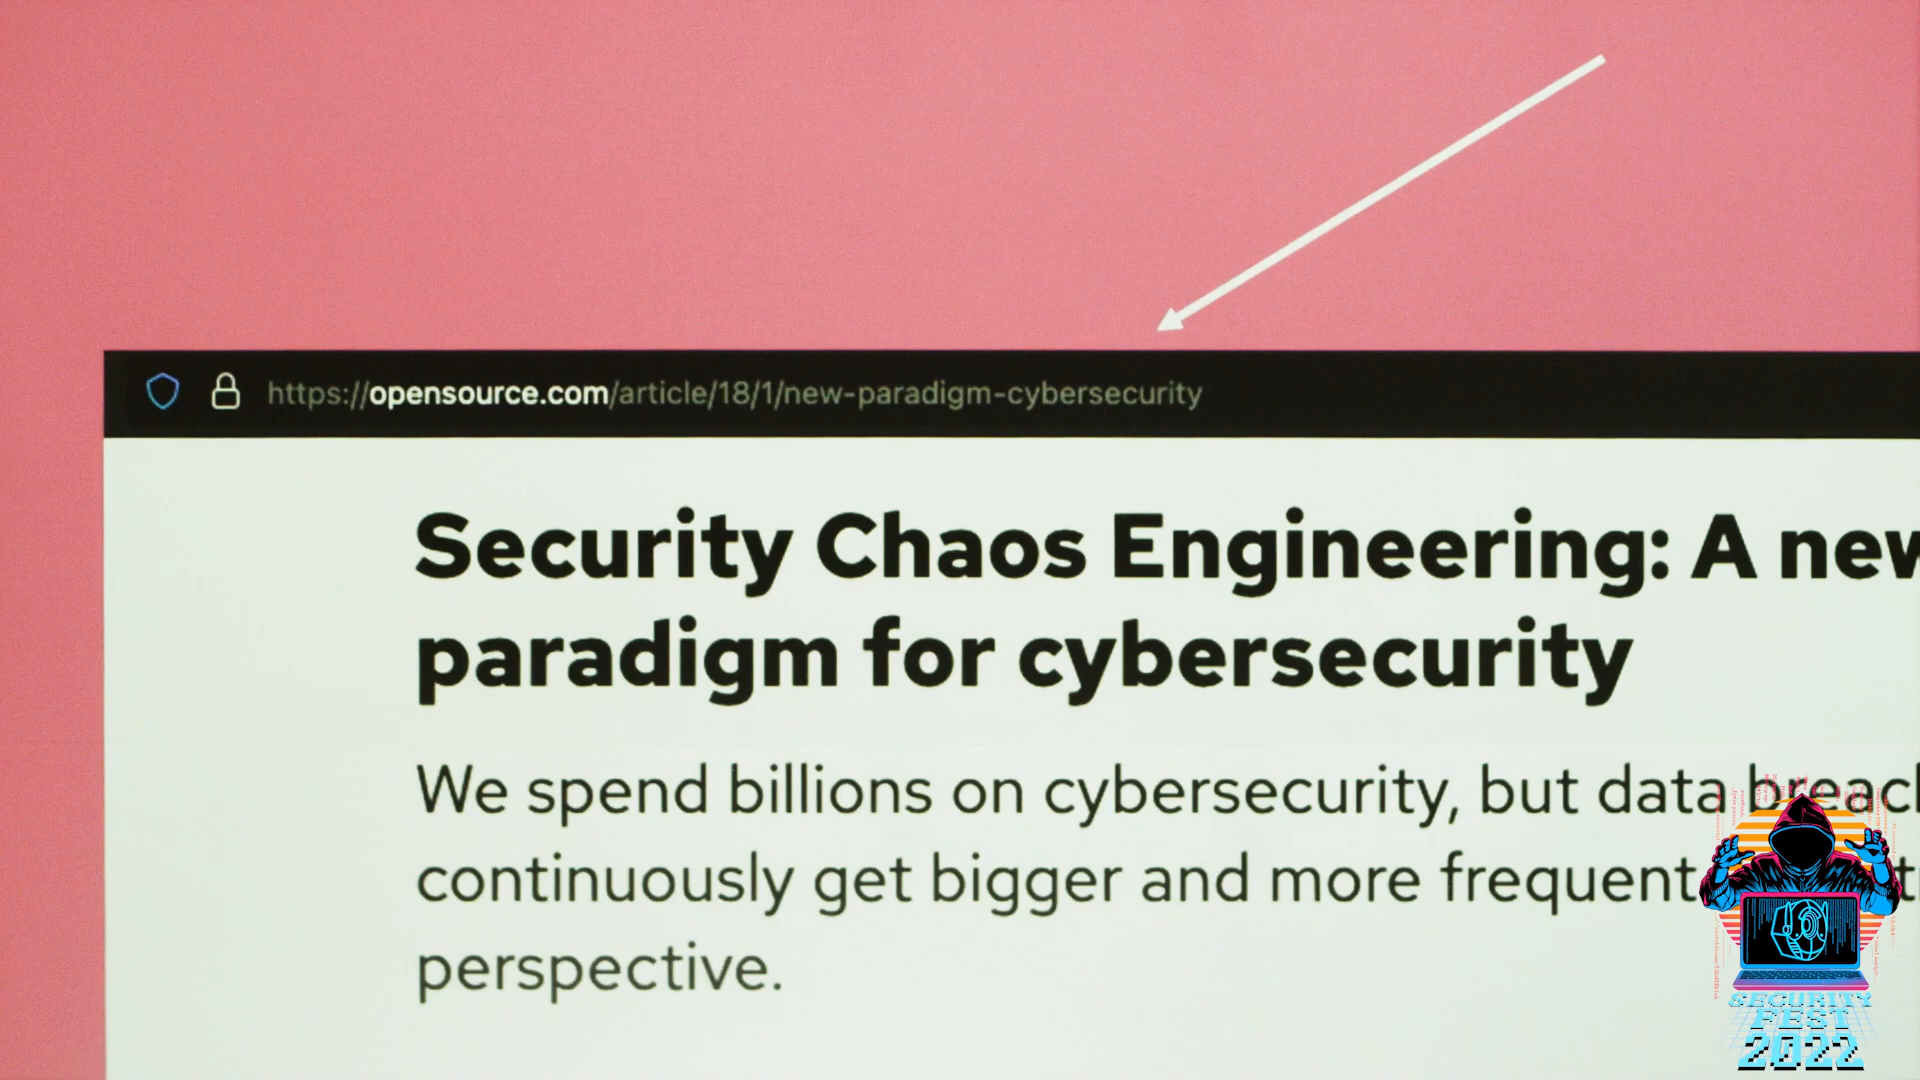 https://opensource.com/article/18/1/new-paradigm-cybersecurity
Security Chaos Engineering: A new
paradigm for cybersecurity
We spend billions on cybersecurity, but data
continuously get bigger and more frequent
perspective.
SECURITY
FEST
2022